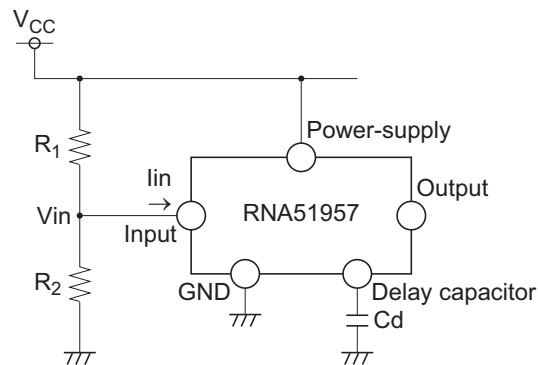 VCC
Power-supply
R1
Iin
→
Output
RNA51957
Vin
Input
R2
GND
Delay capacitor
Cd